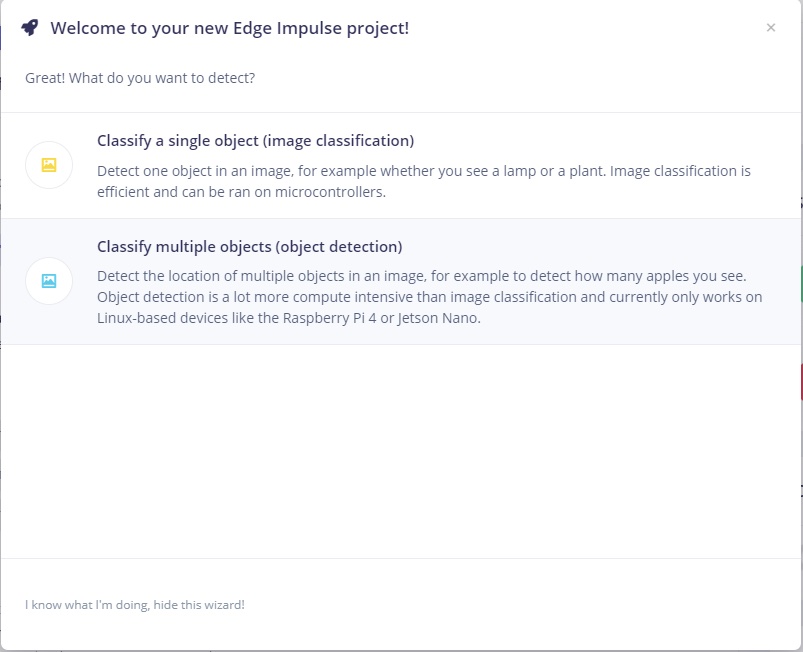 Welcome to your new Edge Impulse project!
×
Great! What do you want to detect?
Classify a single object (image classification)
Detect one object in an image, for example whether you see a lamp or a plant. Image classification is
efficient and can be ran on microcontrollers.
Classify multiple objects (object detection)
Detect the location of multiple objects in an image, for example to detect how many apples you see.
Object detection is a lot more compute intensive than image classification and currently only works on
Linux-based devices like the Raspberry Pi 4 or Jetson Nano.
I know what I'm doing, hide this wizard!